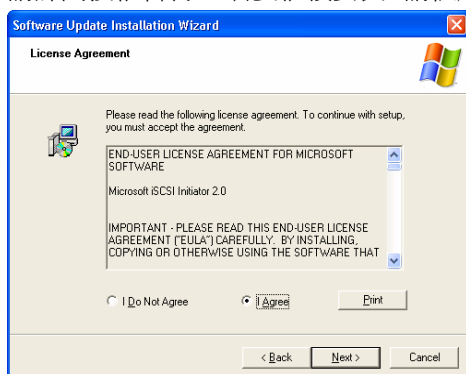 Software Update Installation Wizard
License Agreement
Please read the following license agreement. To continue with setup,
you must accept the agreement.
END-USER LICENSE AGREEMENT FOR MICROSOFT
SOFTWARE
Microsoft iSCSI Initiator 2.0
IMPORTANT - PLEASE READ THIS END-USER LICENSE
AGREEMENT ("EULA") CAREFULLY. BY INSTALLING,
COPYING OR OTHERWISE USING THE SOFTWARE THAT
I Do Not Agree
I Agree
Print
< Back
Next >
Cancel